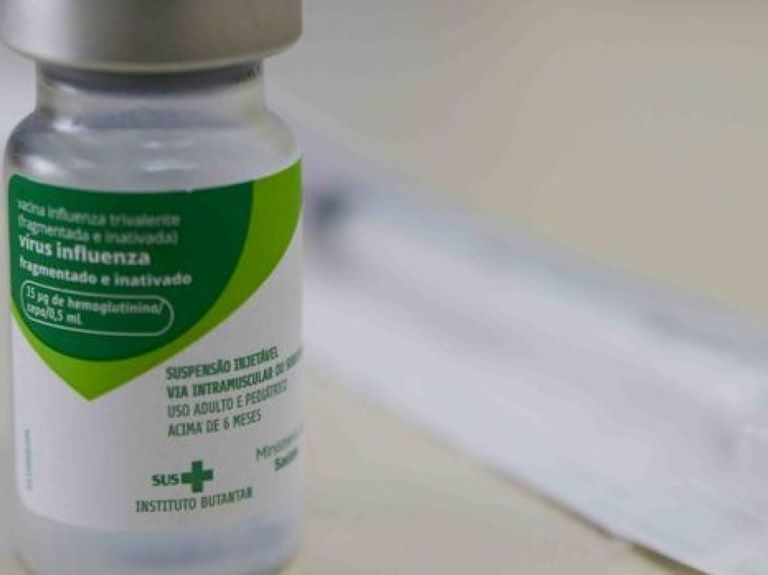 vacina influenza trivalente
(fragmentada e inativada)
vírus influenza
fragmentado e inativado
15 µg de hemaglutinina/
cepa/0,5 mL
SUSPENSÃO INJETÁVEL
VIA INTRAMUSCULAR OU
USO ADULTO E PEDIÁTRICO
ACIMA DE 6 MESES
SUS
INSTITUTO BUTANTAN